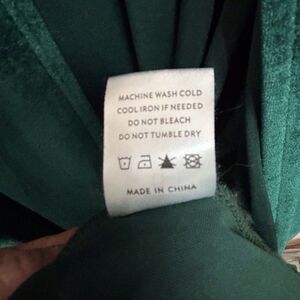 MACHINE WASH COLD
COOL IRON IF NEEDED
DO NOT BLEACH
DO NOT TUMBLE DRY
MADE IN CHINA